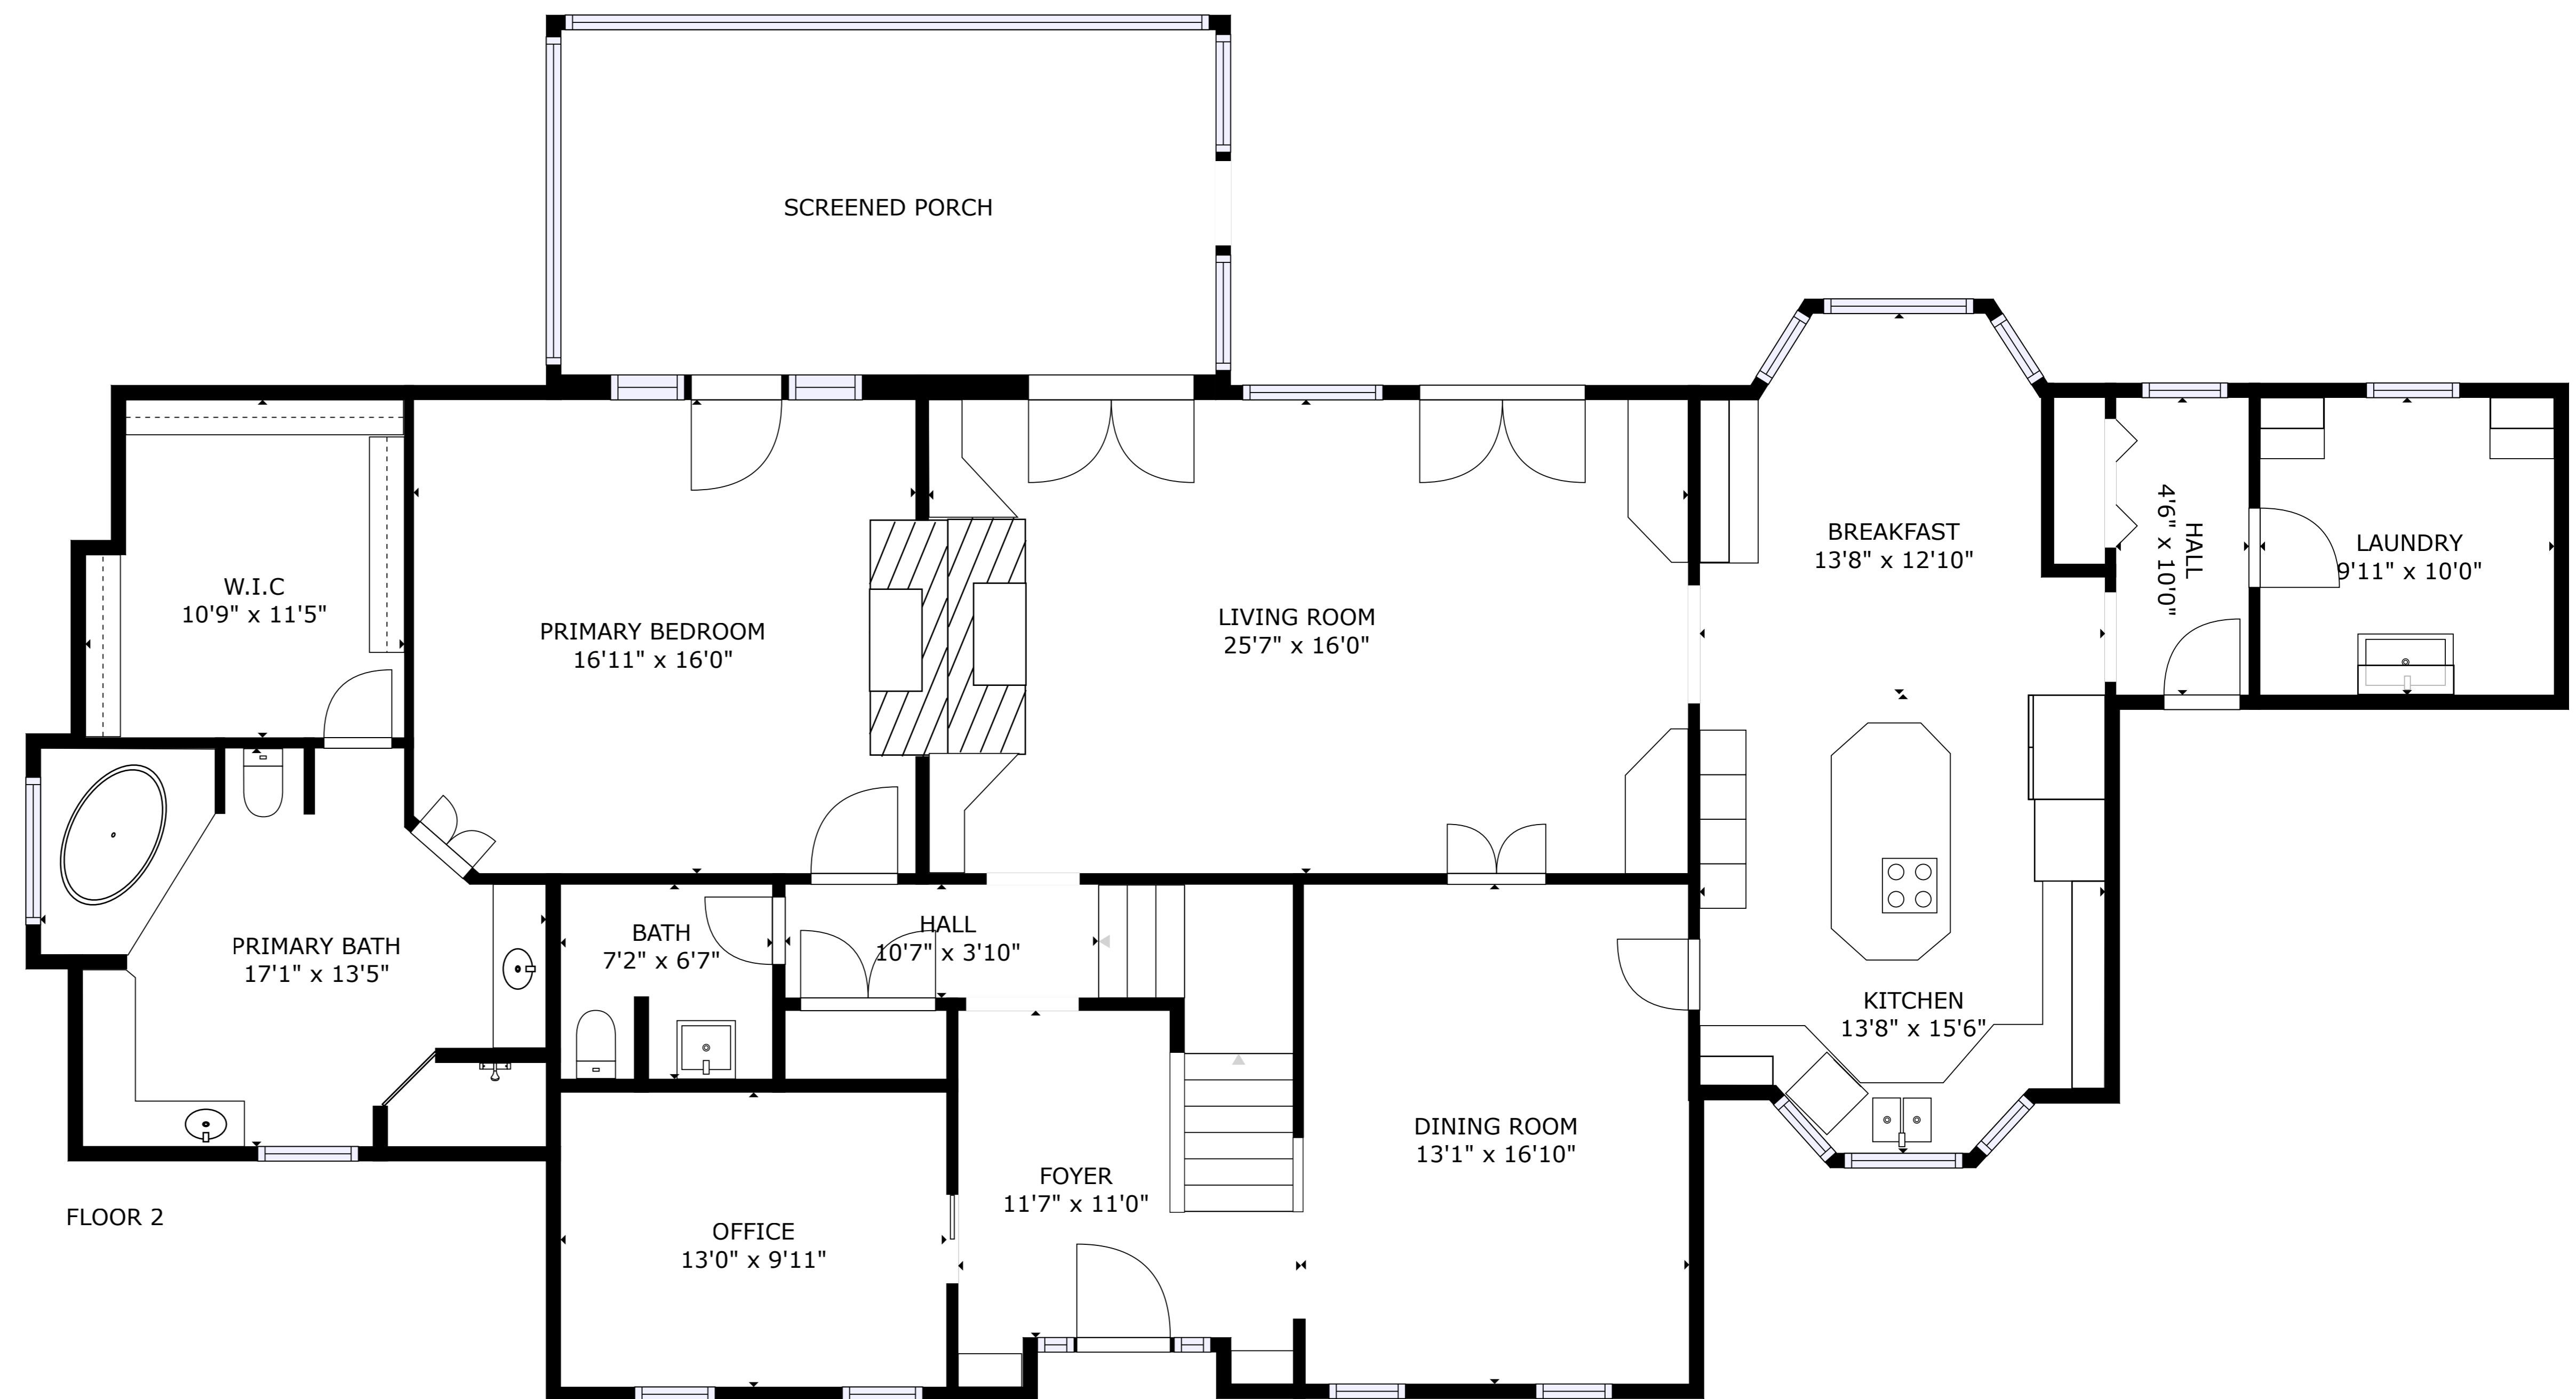 SCREENED PORCH
W.I.C
10'9" x 11'5"
PRIMARY BEDROOM
16'11" x 16'0"
LIVING ROOM
25'7" x 16'0"
BREAKFAST
13'8" x 12'10"
HALL
4'6" x 10'0"
LAUNDRY
9'11" x 10'0"
PRIMARY BATH
17'1" x 13'5"
BATH
7'2" x 6'7"
HALL
10'7" x 3'10"
KITCHEN
13'8" x 15'6"
DINING ROOM
13'1" x 16'10"
FOYER
11'7" x 11'0"
OFFICE
13'0" x 9'11"
FLOOR 2